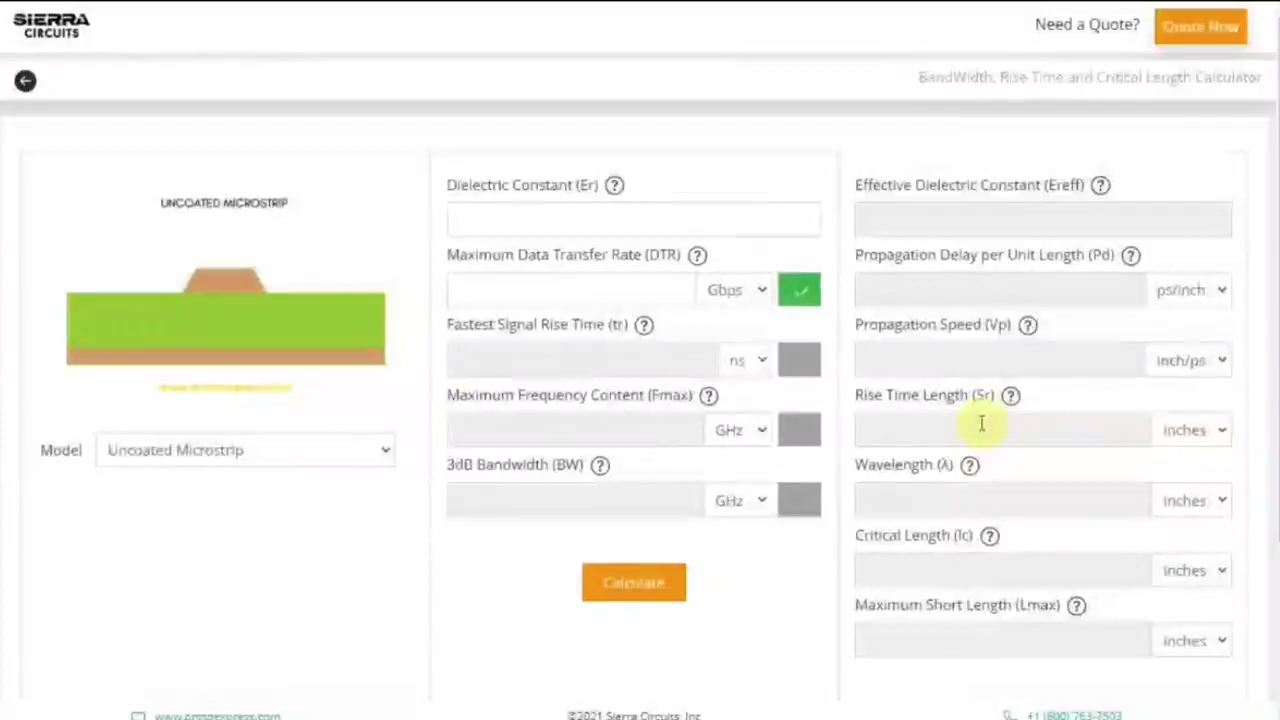 SIERRA
CIRCUITS
Need a Quote?
Quote Now
BandWidth, Rise Time and Critical Length Calculator
UNCOATED MICROSTRIP
Model
Uncoated Microstrip
Dielectric Constant (Er) ?
Maximum Data Transfer Rate (DTR) ?
Gbps
Fastest Signal Rise Time (tr) ?
ns
Maximum Frequency Content (Fmax) ?
GHz
3dB Bandwidth (BW) ?
GHz
Calculate
Effective Dielectric Constant (Ereff) ?
Propagation Delay per Unit Length (Pd) ?
ps/inch
Propagation Speed (Vp) ?
inch/ps
Rise Time Length (Sr) ?
inches
Wavelength (λ) ?
inches
Critical Length (lc) ?
inches
Maximum Short Length (Lmax) ?
inches
©2021 Sierra Circuits, Inc
+1 (800) 763-7503